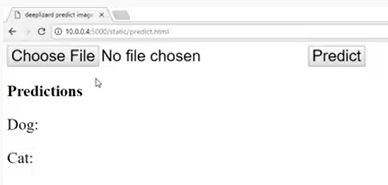 deeplizard predict image
10.0.0.4:5000/static/predict.html
Choose File No file chosen Predict
Predictions
Dog:
Cat: